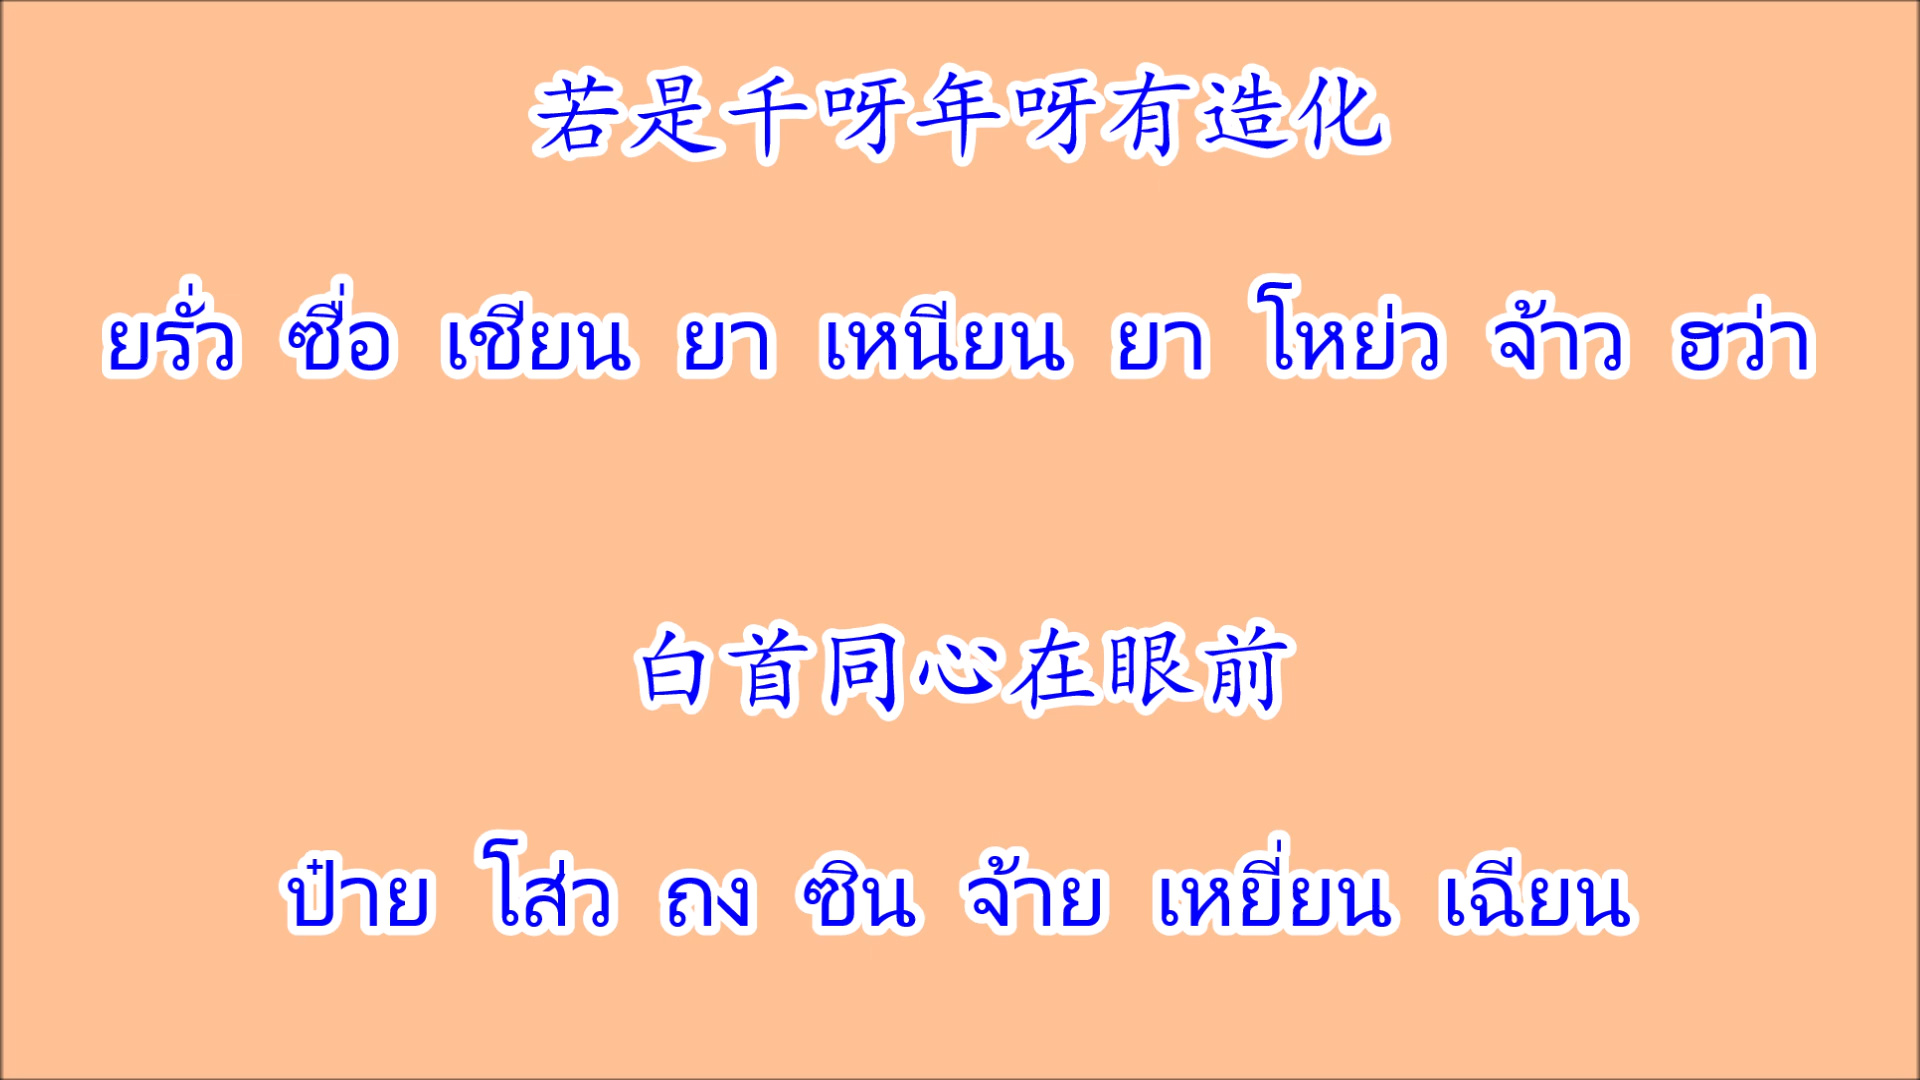 若是千呀年呀有造化
ยรั่ว ซื่อ เชียน ยา เหนียน ยา โหย่ว จ้าว ฮว่า
白首同心在眼前
ป๋าย โส่ว ถง ซิน จ้าย เหยี่ยน เฉียน